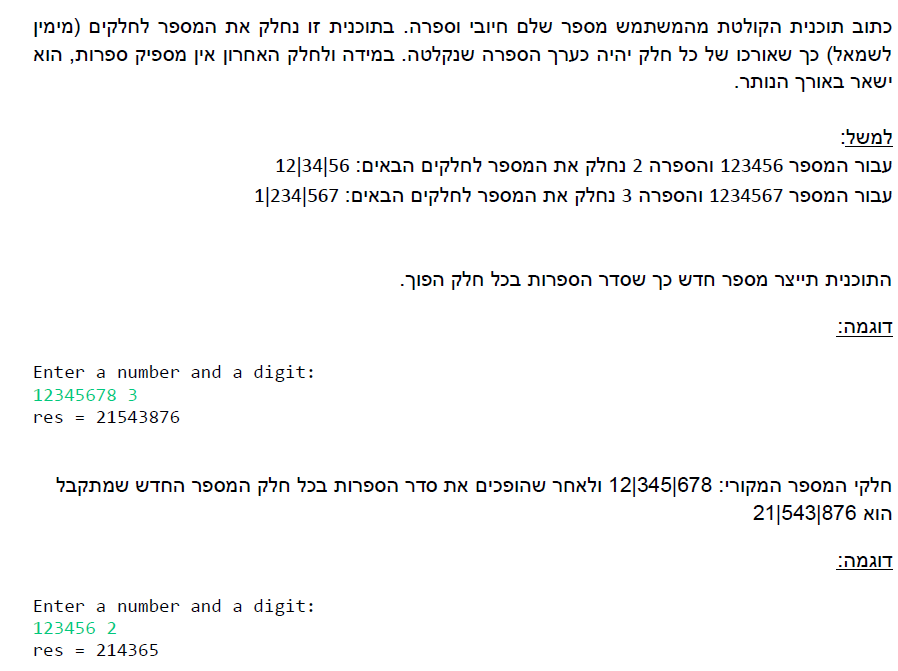 כתוב תוכנית הקולטת מהמשתמש מספר שלם חיובי וספרה. בתוכנית זו נחלק את המספר לחלקים (מימין
לשמאל) כך שאורכו של כל חלק יהיה כערך הספרה שנקלטה. במידה ולחלק האחרון אין מספיק ספרות, הוא
ישאר באורך הנותר.
למשל:
עבור המספר 123456 והספרה 2 נחלק את המספר לחלקים הבאים: 12|34|56
עבור המספר 1234567 והספרה 3 נחלק את המספר לחלקים הבאים: 1|234|567
התוכנית תייצר מספר חדש כך שסדר הספרות בכל חלק הפוך.
דוגמה:
Enter a number and a digit:
12345678 3
res = 21543876
חלקי המספר המקורי: 12|345|678 ולאחר שהופכים את סדר הספרות בכל חלק המספר החדש שמתקבל
הוא 21|543|876
דוגמה:
Enter a number and a digit:
123456 2
res = 214365